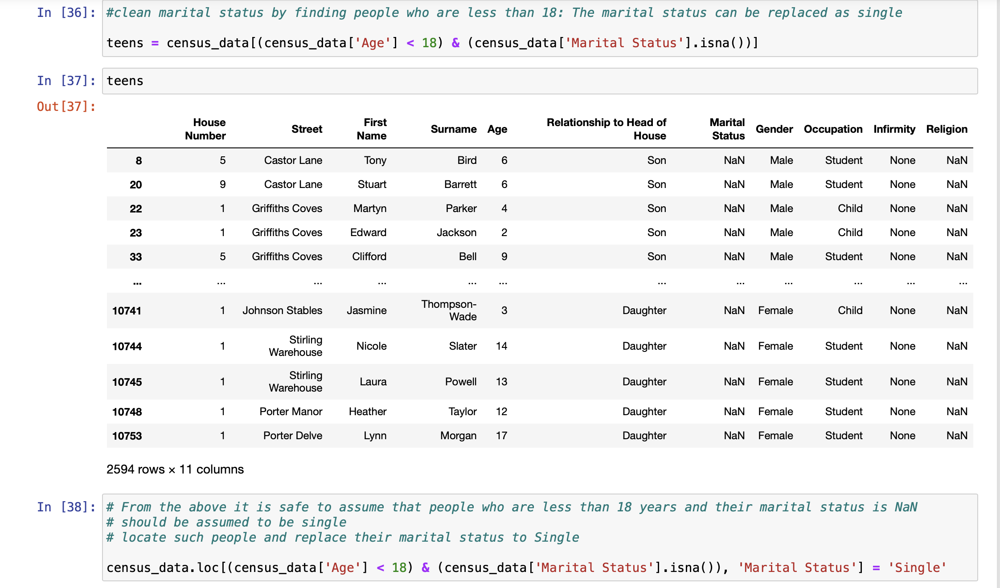 In [36]: #clean marital status by finding people who are less than 18: The marital status can be replaced as single
teens = census_data[(census_data['Age'] < 18) & (census_data['Marital Status'].isna())]
In [37]: teens
Out[37]:
House Number Street First Name Surname Age Relationship to Head of House Marital Status Gender Occupation Infirmity Religion
8 5 Castor Lane Tony Bird 6 Son NaN Male Student None NaN
20 9 Castor Lane Stuart Barrett 6 Son NaN Male Student None NaN
22 1 Griffiths Coves Martyn Parker 4 Son NaN Male Child None NaN
23 1 Griffiths Coves Edward Jackson 2 Son NaN Male Child None NaN
33 5 Griffiths Coves Clifford Bell 9 Son NaN Male Student None NaN
... ... ... ... ... ... ... ... ... ... ... ...
10741 1 Johnson Stables Jasmine Thompson-Wade 3 Daughter NaN Female Child None NaN
10744 1 Stirling Warehouse Nicole Slater 14 Daughter NaN Female Student None NaN
10745 1 Stirling Warehouse Laura Powell 13 Daughter NaN Female Student None NaN
10748 1 Porter Manor Heather Taylor 12 Daughter NaN Female Student None NaN
10753 1 Porter Delve Lynn Morgan 17 Daughter NaN Female Student None NaN
2594 rows × 11 columns
In [38]: # From the above it is safe to assume that people who are less than 18 years and their marital status is NaN
# should be assumed to be single
# locate such people and replace their marital status to Single
census_data.loc[(census_data['Age'] < 18) & (census_data['Marital Status'].isna()), 'Marital Status'] = 'Single'